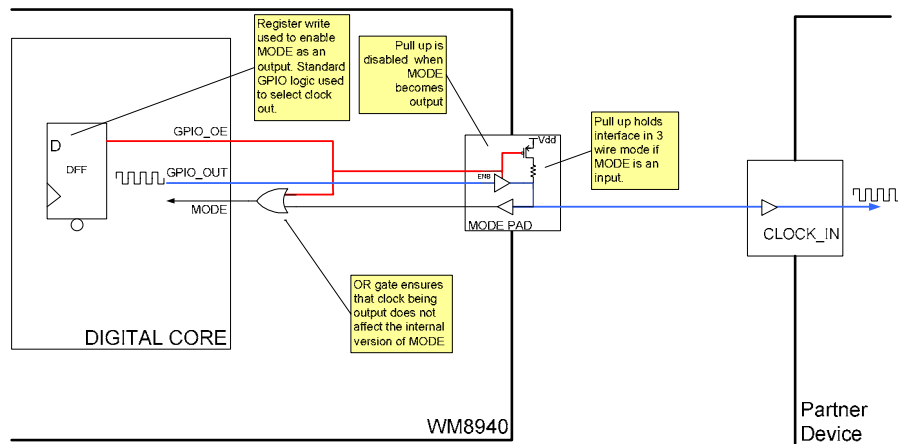 Register write
used to enable
MODE as an
output. Standard
GPIO logic used
to select clock
out.
Pull up is
disabled when
MODE
becomes
output
Pull up holds
interface in 3
wire mode if
MODE is an
input.
Vdd
D
DFF
GPIO_OE
GPIO_OUT
MODE
ENB
MODE PAD
CLOCK_IN
OR gate ensures
that clock being
output does not
affect the internal
version of MODE
DIGITAL CORE
WM8940
Partner
Device